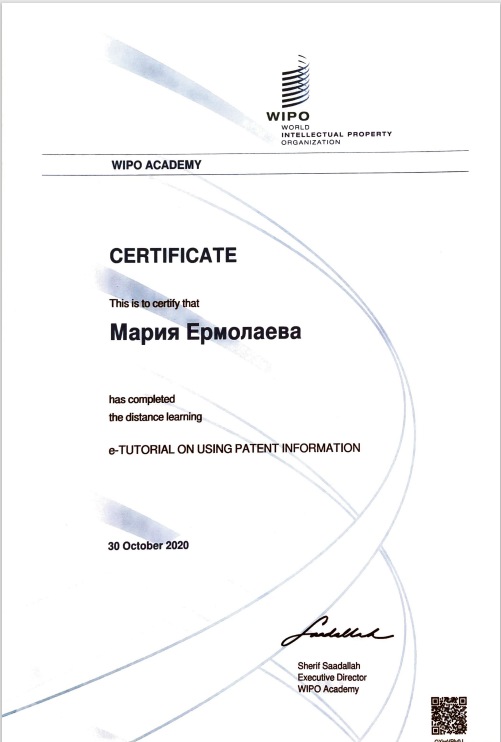 WIPO
WORLD
INTELLECTUAL PROPERTY
ORGANIZATION
WIPO ACADEMY
CERTIFICATE
This is to certify that
Мария Ермолаева
has completed
the distance learning
e-TUTORIAL ON USING PATENT INFORMATION
30 October 2020
Saadallah
Sherif Saadallah
Executive Director
WIPO Academy